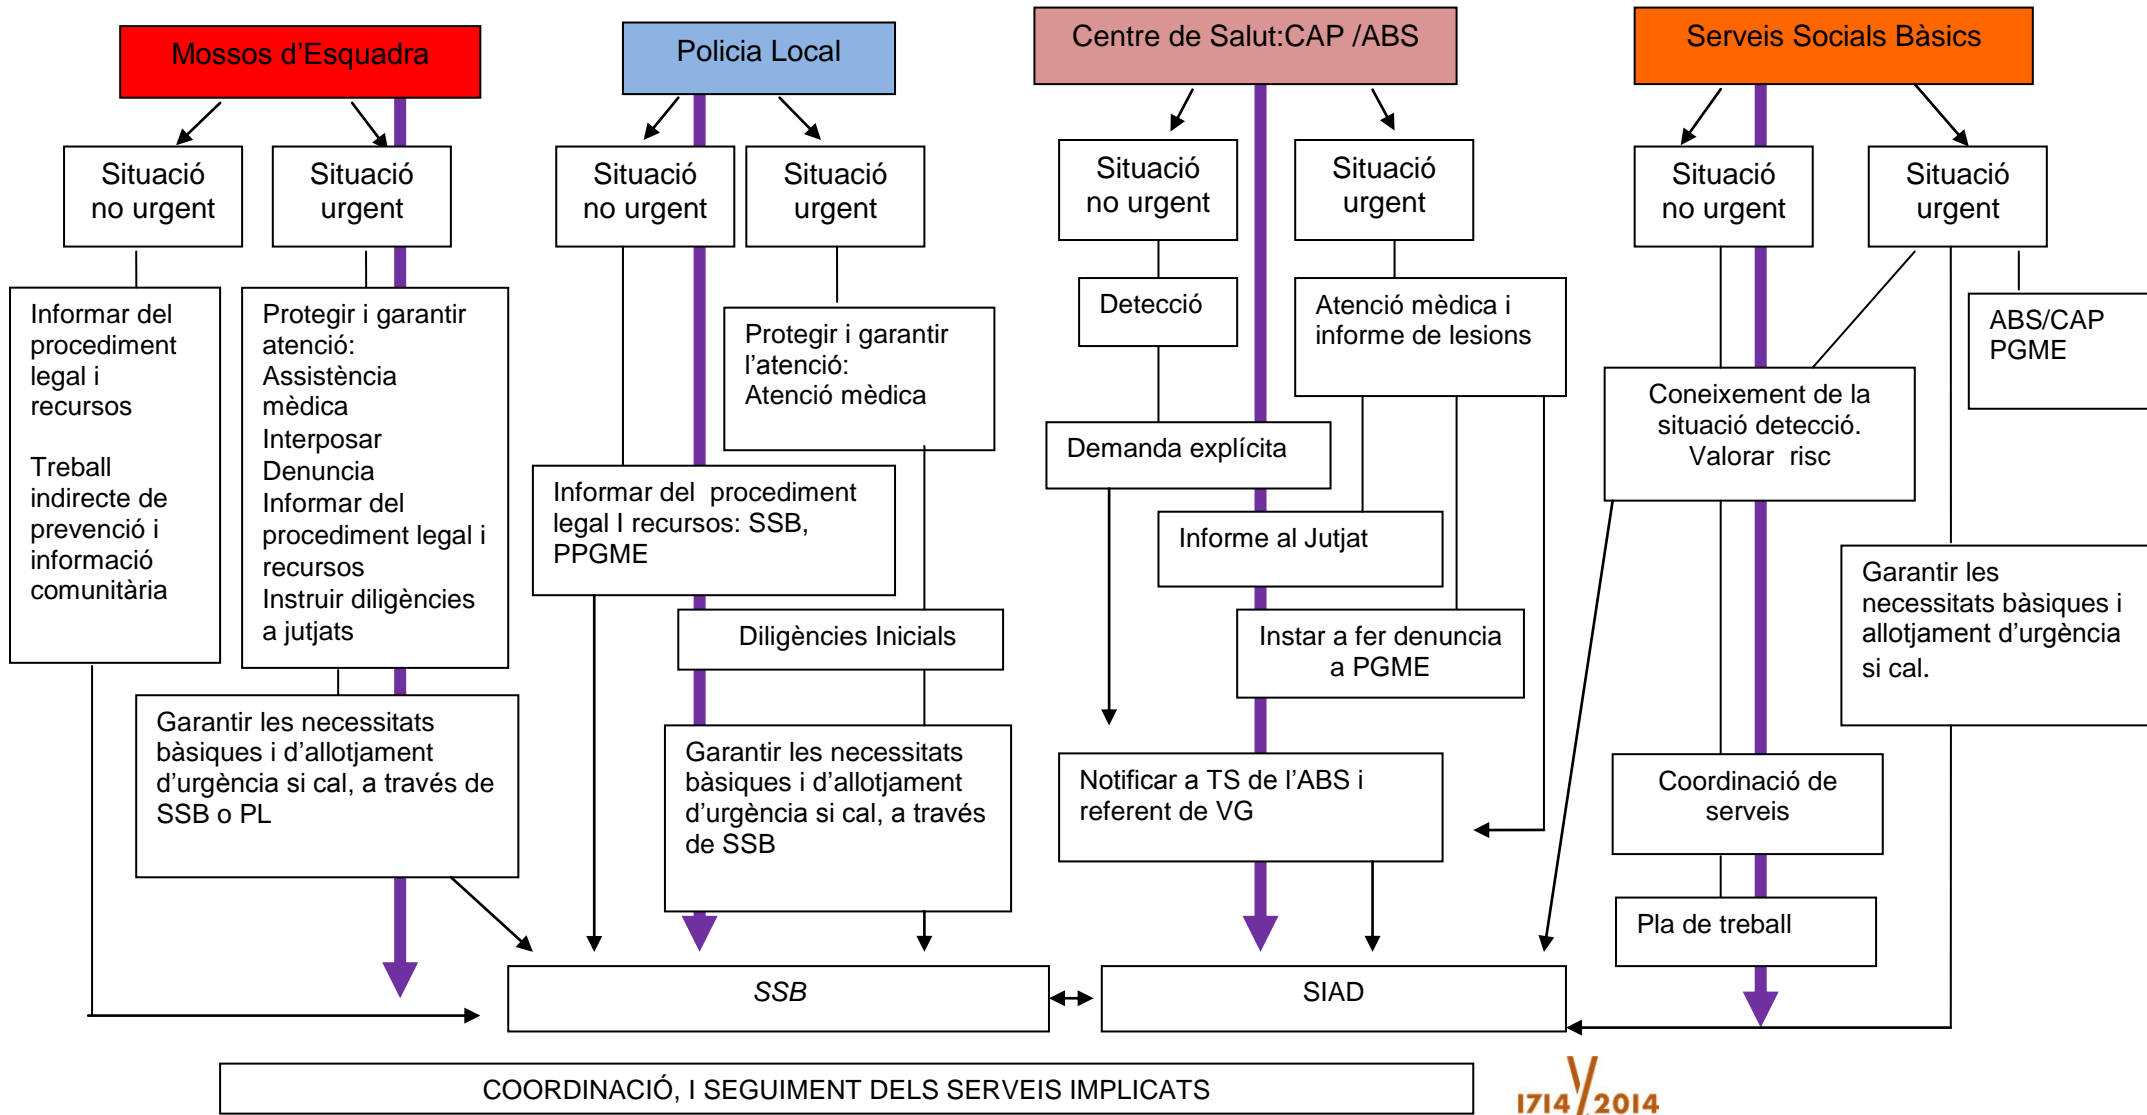 Mossos d'Esquadra
Policia Local
Centre de Salut:CAP /ABS
Serveis Socials Bàsics
Situació
no urgent
Situació
urgent
Situació
no urgent
Situació
urgent
Situació
no urgent
Situació
urgent
Situació
no urgent
Situació
urgent
Informar del
procediment
legal i
recursos
Treball
indirecte de
prevenció i
informació
comunitària
Protegir i garantir
atenció:
Assistència
mèdica
Interposar
Denuncia
Informar del
procediment legal i
recursos
Instruir diligències
a jutjats
Garantir les necessitats
bàsiques i d'allotjament
d'urgència si cal, a través de
SSB o PL
Informar del  procediment
legal I recursos: SSB,
PPGME
Protegir i garantir
l'atenció:
Atenció mèdica
Diligències Inicials
Garantir les necessitats
bàsiques i d'allotjament
d'urgència si cal, a través
de SSB
Detecció
Demanda explícita
Atenció mèdica i
informe de lesions
Informe al Jutjat
Instar a fer denuncia
a PGME
Notificar a TS de l'ABS i
referent de VG
Coneixement de la
situació detecció.
Valorar  risc
ABS/CAP
PGME
Garantir les
necessitats bàsiques i
allotjament d'urgència
si cal.
Coordinació de
serveis
Pla de treball
SSB
SIAD
COORDINACIÓ, I SEGUIMENT DELS SERVEIS IMPLICATS
1714 2014